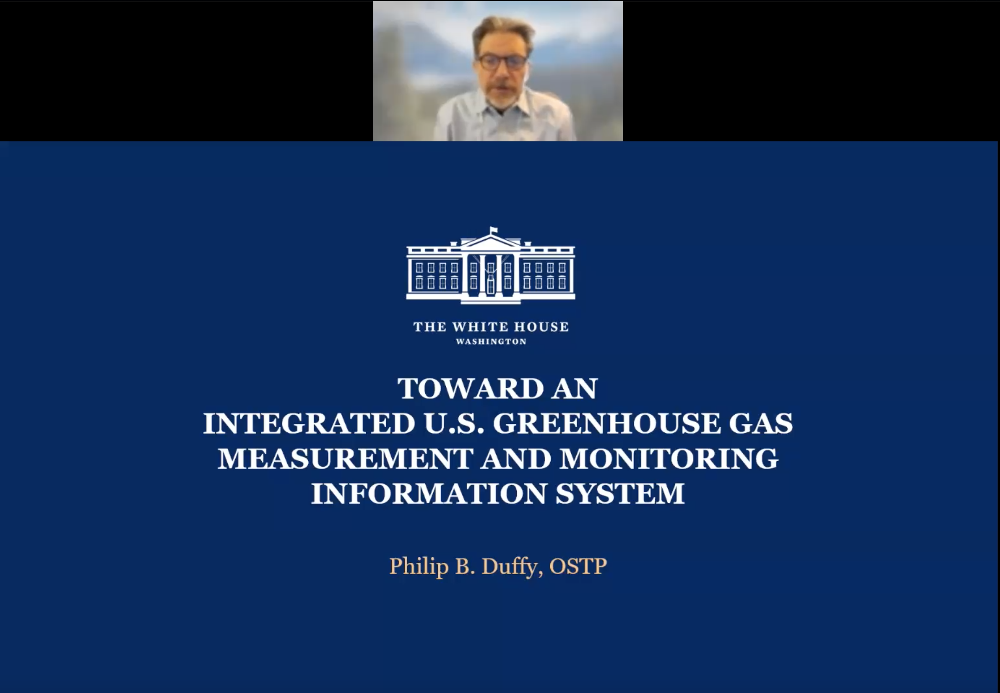 THE WHITE HOUSE
WASHINGTON
TOWARD AN
INTEGRATED U.S. GREENHOUSE GAS
MEASUREMENT AND MONITORING
INFORMATION SYSTEM
Philip B. Duffy, OSTP